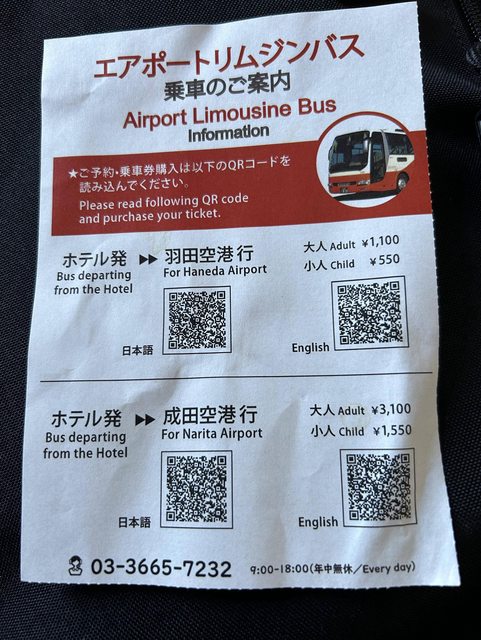 エアポートリムジンバス
乗車のご案内
Airport Limousine Bus
Information
★ご予約・乗車券購入は以下のQRコードを
読み込んでください。
Please read following QR code
and purchase your ticket.
ホテル発 ▶▶ 羽田空港行
Bus departing
from the Hotel
For Haneda Airport
大人 Adult ¥1,100
小人 Child ¥550
日本語
English
ホテル発 ▶▶ 成田空港行
Bus departing
from the Hotel
For Narita Airport
大人 Adult ¥3,100
小人 Child ¥1,550
日本語
English
03-3665-7232 9:00-18:00(年中無休/Every day)